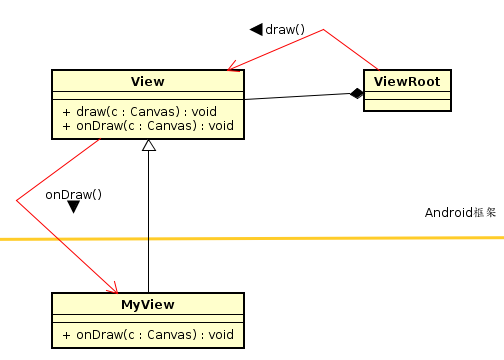 draw()
View
ViewRoot
+ draw(c : Canvas) : void
+ onDraw(c : Canvas) : void
onDraw()
Android框架
MyView
+ onDraw(c : Canvas) : void